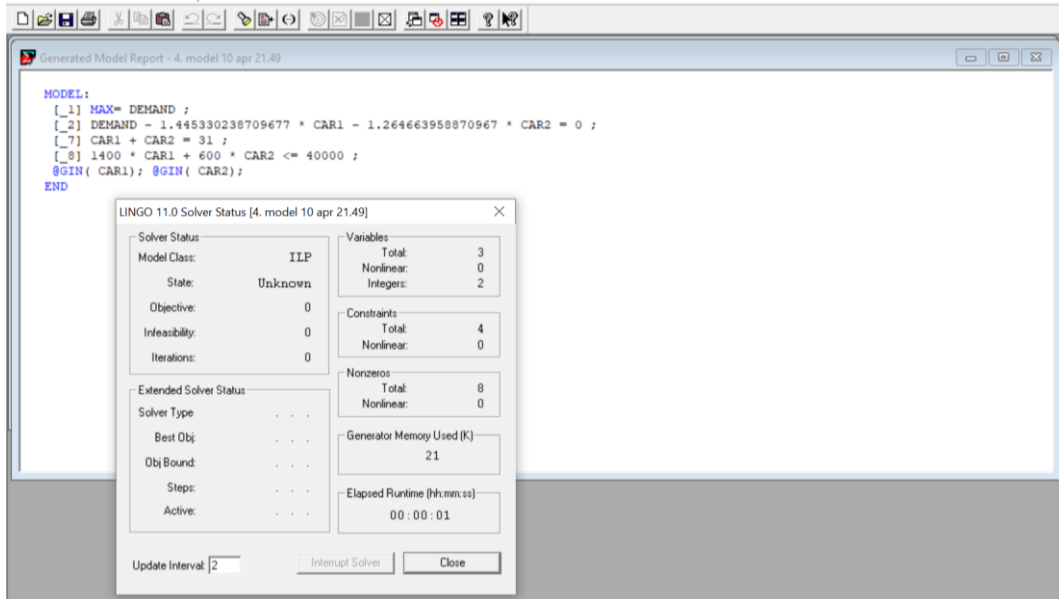 Generated Model Report - 4. model 10 apr 21.49
MODEL:
[_1] MAX= DEMAND ;
[_2] DEMAND - 1.445330238709677 * CAR1 - 1.264663958870967 * CAR2 = 0 ;
[_7] CAR1 + CAR2 = 31 ;
[_8] 1400 * CAR1 + 600 * CAR2 <= 40000 ;
@GIN( CAR1); @GIN( CAR2);
END
LINGO 11.0 Solver Status [4. model 10 apr 21.49]
Solver Status
Model Class: ILP
State: Unknown
Objective: 0
Infeasibility: 0
Iterations: 0
Extended Solver Status
Solver Type . . .
Best Obj: . . .
Obj Bound: . . .
Steps: . . .
Active: . . .
Variables
Total: 3
Nonlinear: 0
Integers: 2
Constraints
Total: 4
Nonlinear: 0
Nonzeros
Total: 8
Nonlinear: 0
Generator Memory Used (K)
21
Elapsed Runtime (hh:mm:ss)
00:00:01
Update Interval: 2
Interrupt Solver
Close